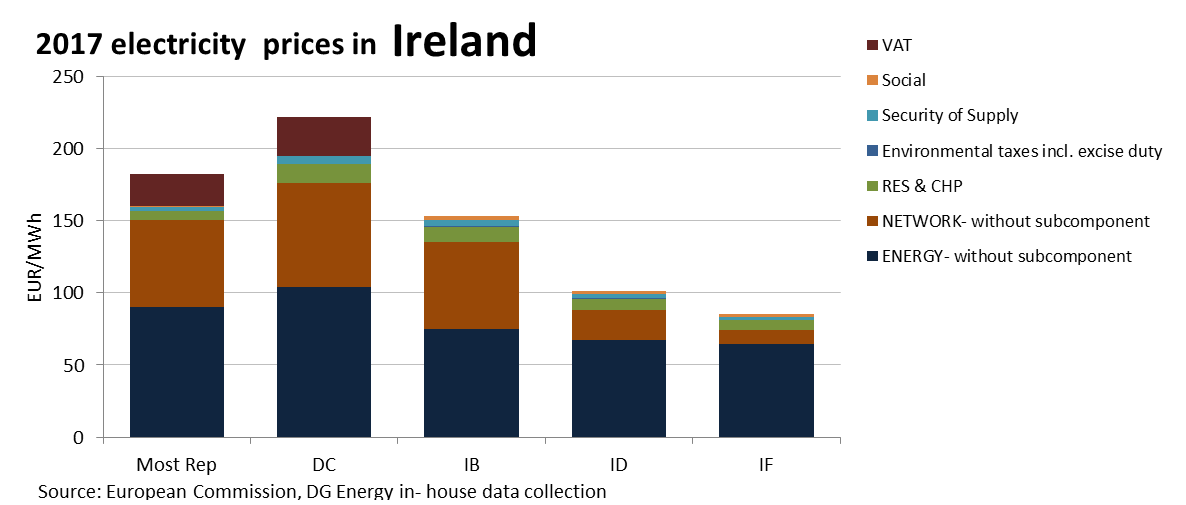 2017 electricity prices in Ireland
250
200
150
100
50
0
EUR/MWh
Most Rep DC IB ID IF
VAT
Social
Security of Supply
Environmental taxes incl. excise duty
RES & CHP
NETWORK- without subcomponent
ENERGY- without subcomponent
Source: European Commission, DG Energy in- house data collection